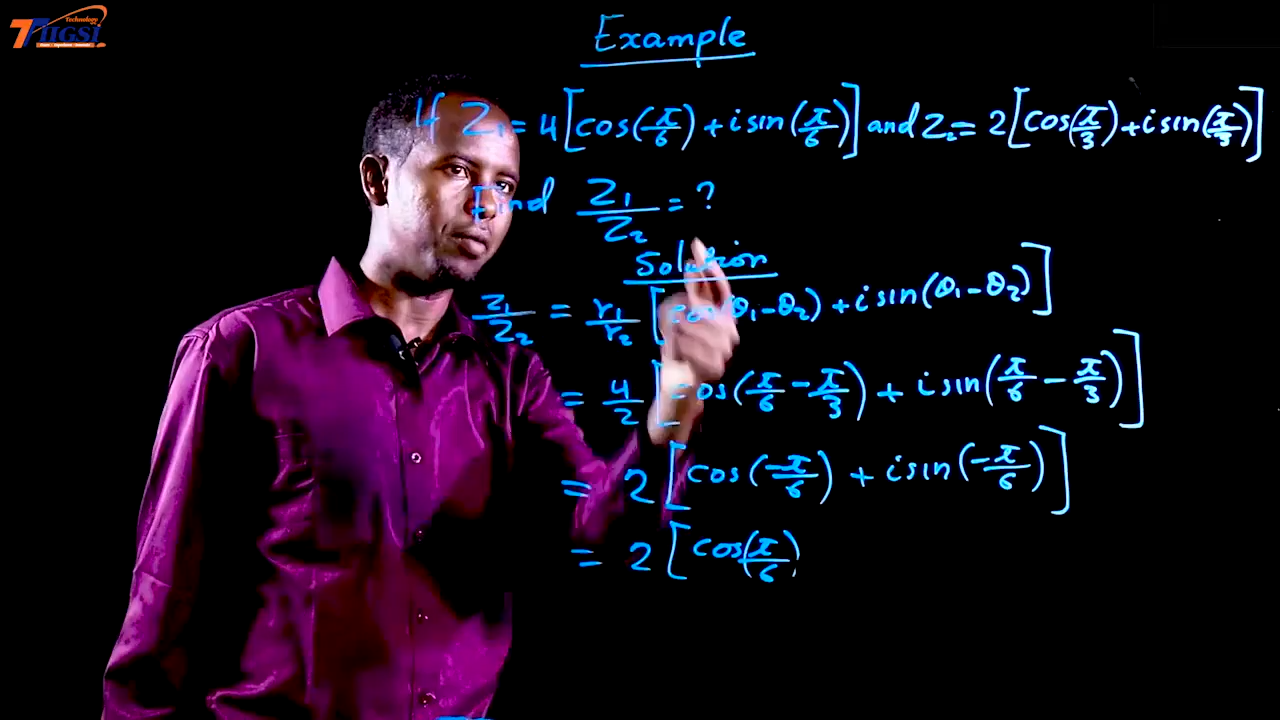 Technology
TIIGSI
Example
If Z₁ = 4[cos(π/6) + i sin(π/6)] and Z₂ = 2[cos(π/3) + i sin(π/3)]
Find Z₁/Z₂ = ?
Solution
Z₁/Z₂ = r₁/r₂ [cos(θ₁ - θ₂) + i sin(θ₁ - θ₂)]
= 4/2 [cos(π/6 - π/3) + i sin(π/6 - π/3)]
= 2 [cos(-π/6) + i sin(-π/6)]
= 2 [cos(π/6)